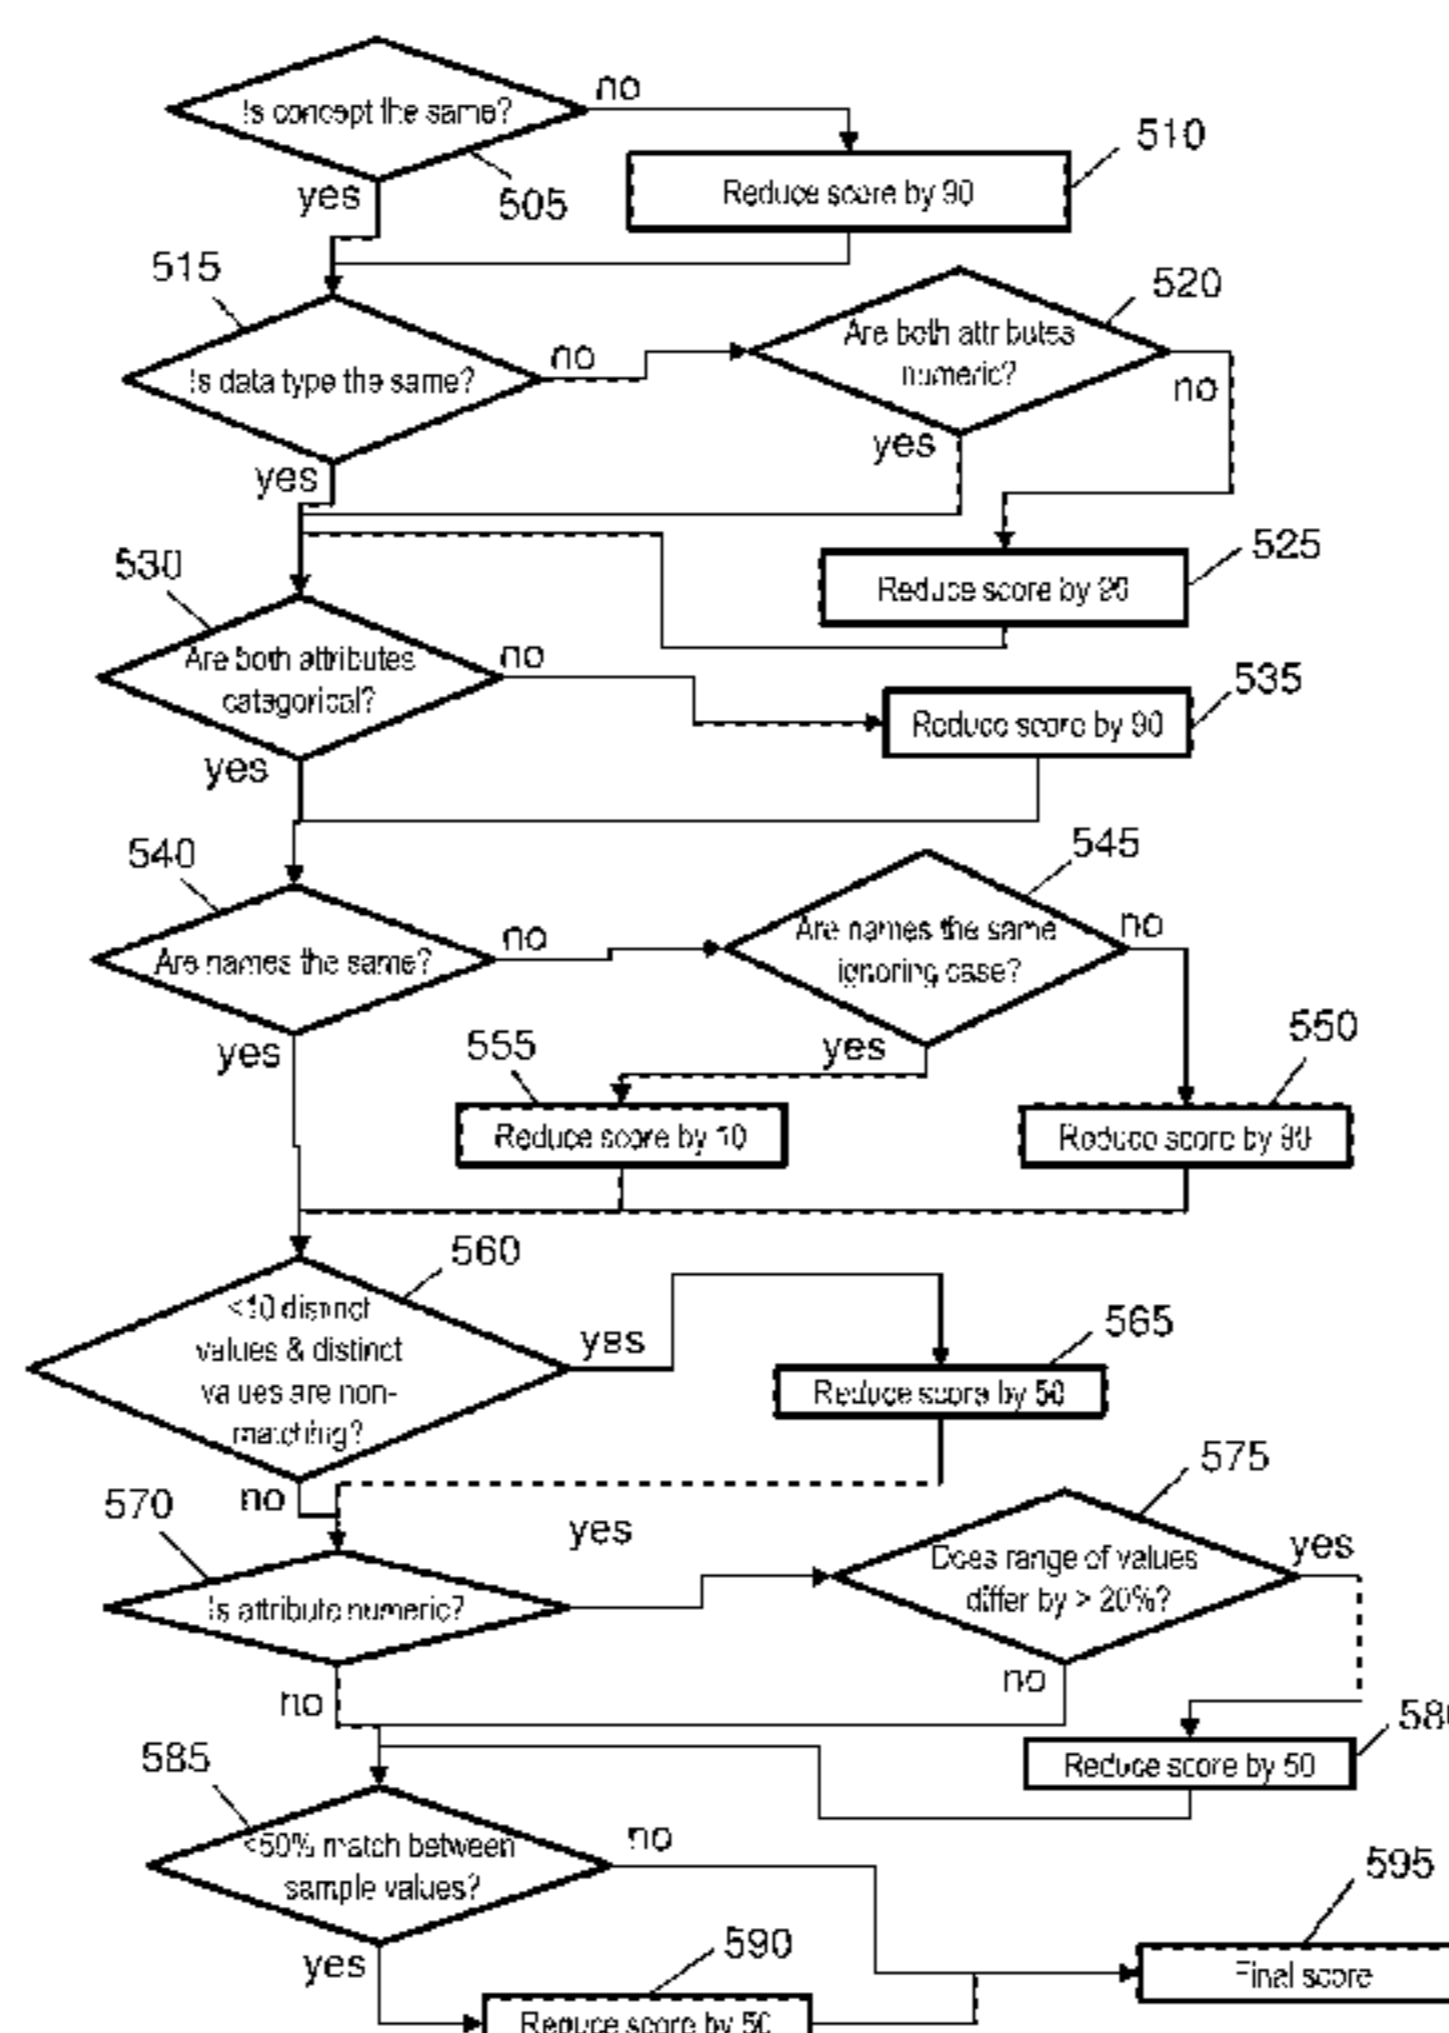 no
Is concept the same?
510
Reduce score by 90
yes
505
515
520
Are both attributes
numeric?
no
Is data type the same?
no
yes
yes
530
525
Reduce score by
Are both attributes
categorical?
no
535
Reduce score by 90
yes
540
545
Are names the same
ignoring case?
no
no
Are names the same?
yes
555
yes
550
Reduce score by 10
Reduce score by
560
<10 distinct
values & distinct
values are non-
matching?
yes
565
Reduce score by 50
no
570
575
yes
Does range of values
differ by > 20%?
yes
Is attribute numeric?
no
no
58
Reduce score by 50
585
<50% match between
sample values?
no
595
yes
590
Final score
Reduce score by 50